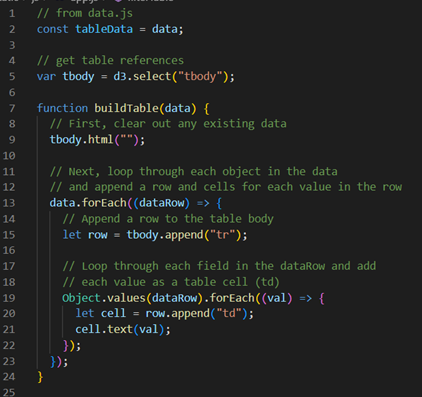 1 // from data.js
2 const tableData = data;
3
4 // get table references
5 var tbody = d3.select("tbody");
6
7 function buildTable(data) {
8 // First, clear out any existing data
9 tbody.html("");
10
11 // Next, loop through each object in the data
12 // and append a row and cells for each value in the row
13 data.forEach((dataRow) => {
14 // Append a row to the table body
15 let row = tbody.append("tr");
16
17 // Loop through each field in the dataRow and add
18 // each value as a table cell (td)
19 Object.values(dataRow).forEach((val) => {
20 let cell = row.append("td");
21 cell.text(val);
22 });
23 });
24 }
25